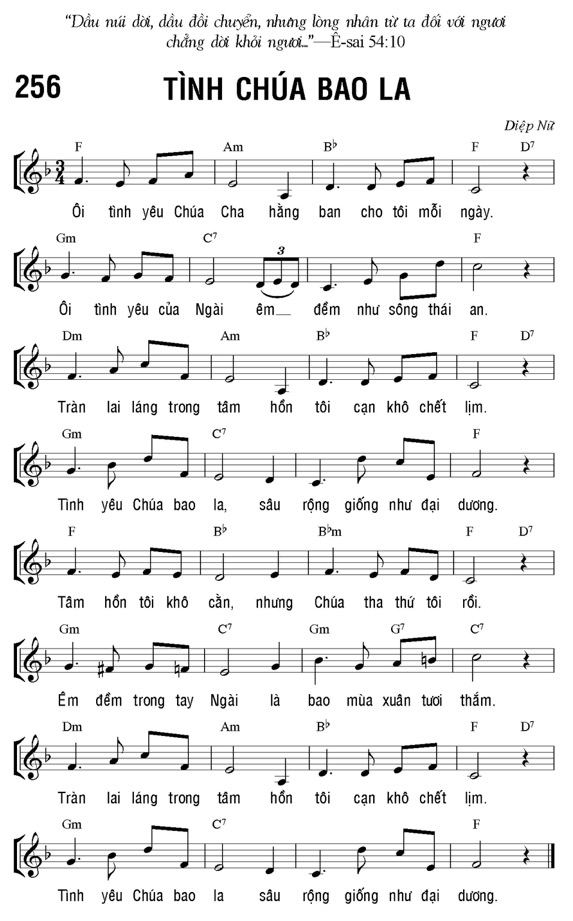 “Dầu núi dời, dầu đồi chuyển, nhưng lòng nhân từ ta đối với ngươi
chẳng dời khỏi ngươi...”—Ê-sai 54:10
256 TÌNH CHÚA BAO LA
Diệp Nữ
F Am B♭ F D7
3/4
Ôi tình yêu Chúa Cha hằng ban cho tôi mỗi ngày.
Gm C7 F
3
Ôi tình yêu của Ngài êm__ đềm như sông thái an.
Dm Am B♭ F D7
Tràn lai láng trong tâm hồn tôi cạn khô chết lịm.
Gm C7 F
Tình yêu Chúa bao la, sâu rộng giống như đại dương.
F B♭ B♭m F D7
Tâm hồn tôi khô cằn, nhưng Chúa tha thứ tôi rồi.
Gm C7 Gm G7 C7
Êm đềm trong tay Ngài là bao mùa xuân tươi thắm.
Dm Am B♭ F D7
Tràn lai láng trong tâm hồn tôi cạn khô chết lịm.
Gm C7 F
Tình yêu Chúa bao la sâu rộng giống như đại dương.